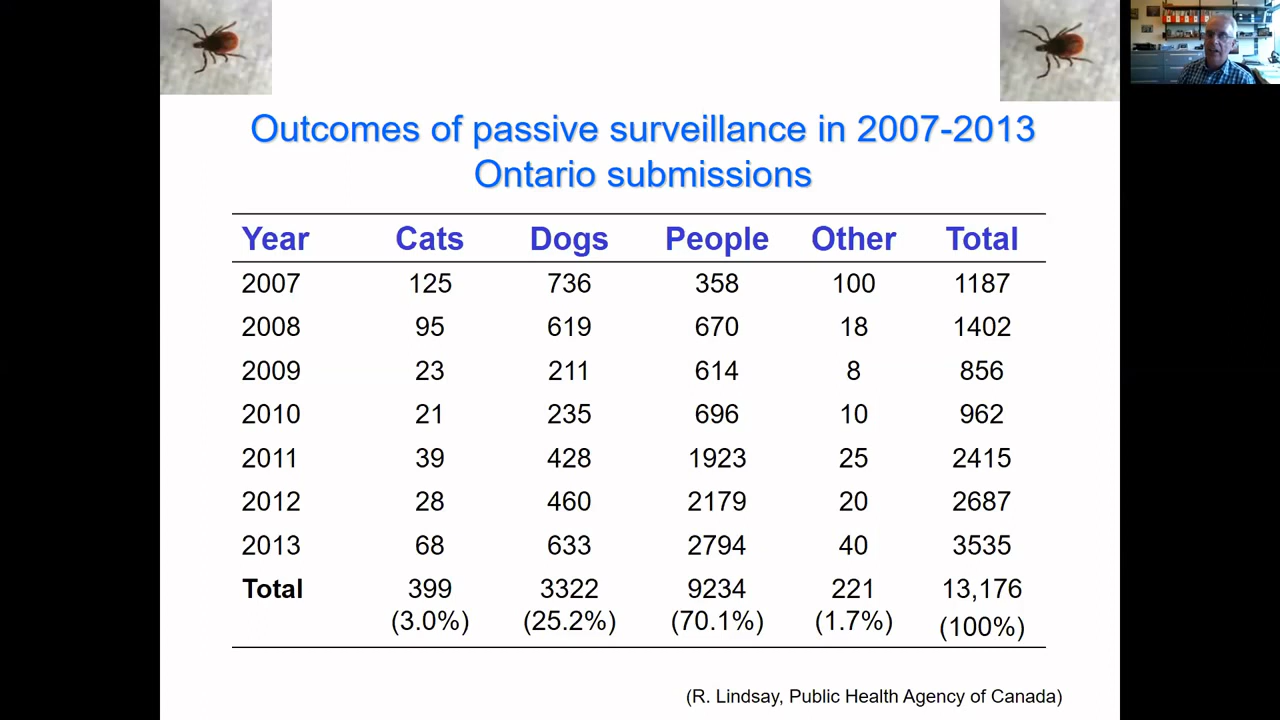 Outcomes of passive surveillance in 2007-2013
Ontario submissions
Year Cats Dogs People Other Total
2007 125 736 358 100 1187
2008 95 619 670 18 1402
2009 23 211 614 8 856
2010 21 235 696 10 962
2011 39 428 1923 25 2415
2012 28 460 2179 20 2687
2013 68 633 2794 40 3535
Total 399 3322 9234 221 13,176
(3.0%) (25.2%) (70.1%) (1.7%) (100%)
(R. Lindsay, Public Health Agency of Canada)